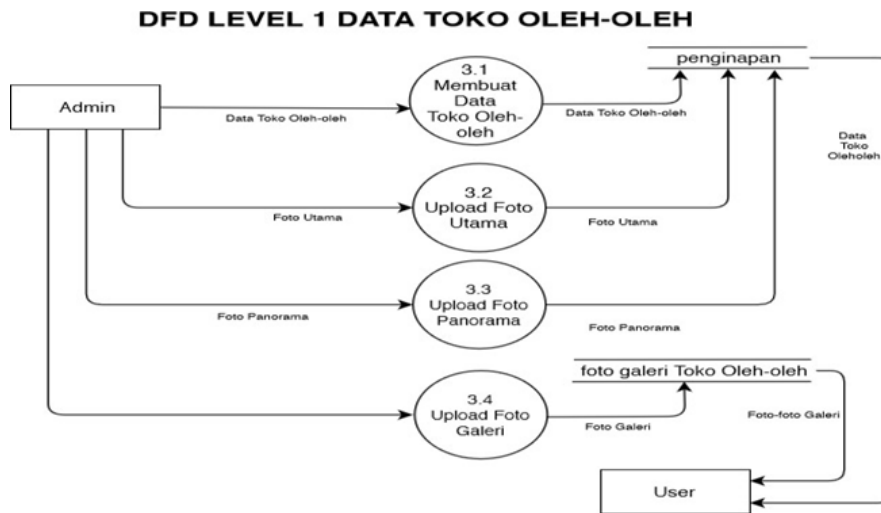 DFD LEVEL 1 DATA TOKO OLEH-OLEH
penginapan
3.1
Membuat
Data
Toko Oleh-
oleh
Admin
Data Toko Oleh-oleh
Data Toko Oleh-oleh
Data
Toko
Oleholeh
3.2
Upload Foto
Utama
Foto Utama
Foto Utama
3.3
Upload Foto
Panorama
Foto Panorama
Foto Panorama
foto galeri Toko Oleh-oleh
3.4
Upload Foto
Galeri
Foto Galeri
Foto-foto Galeri
User